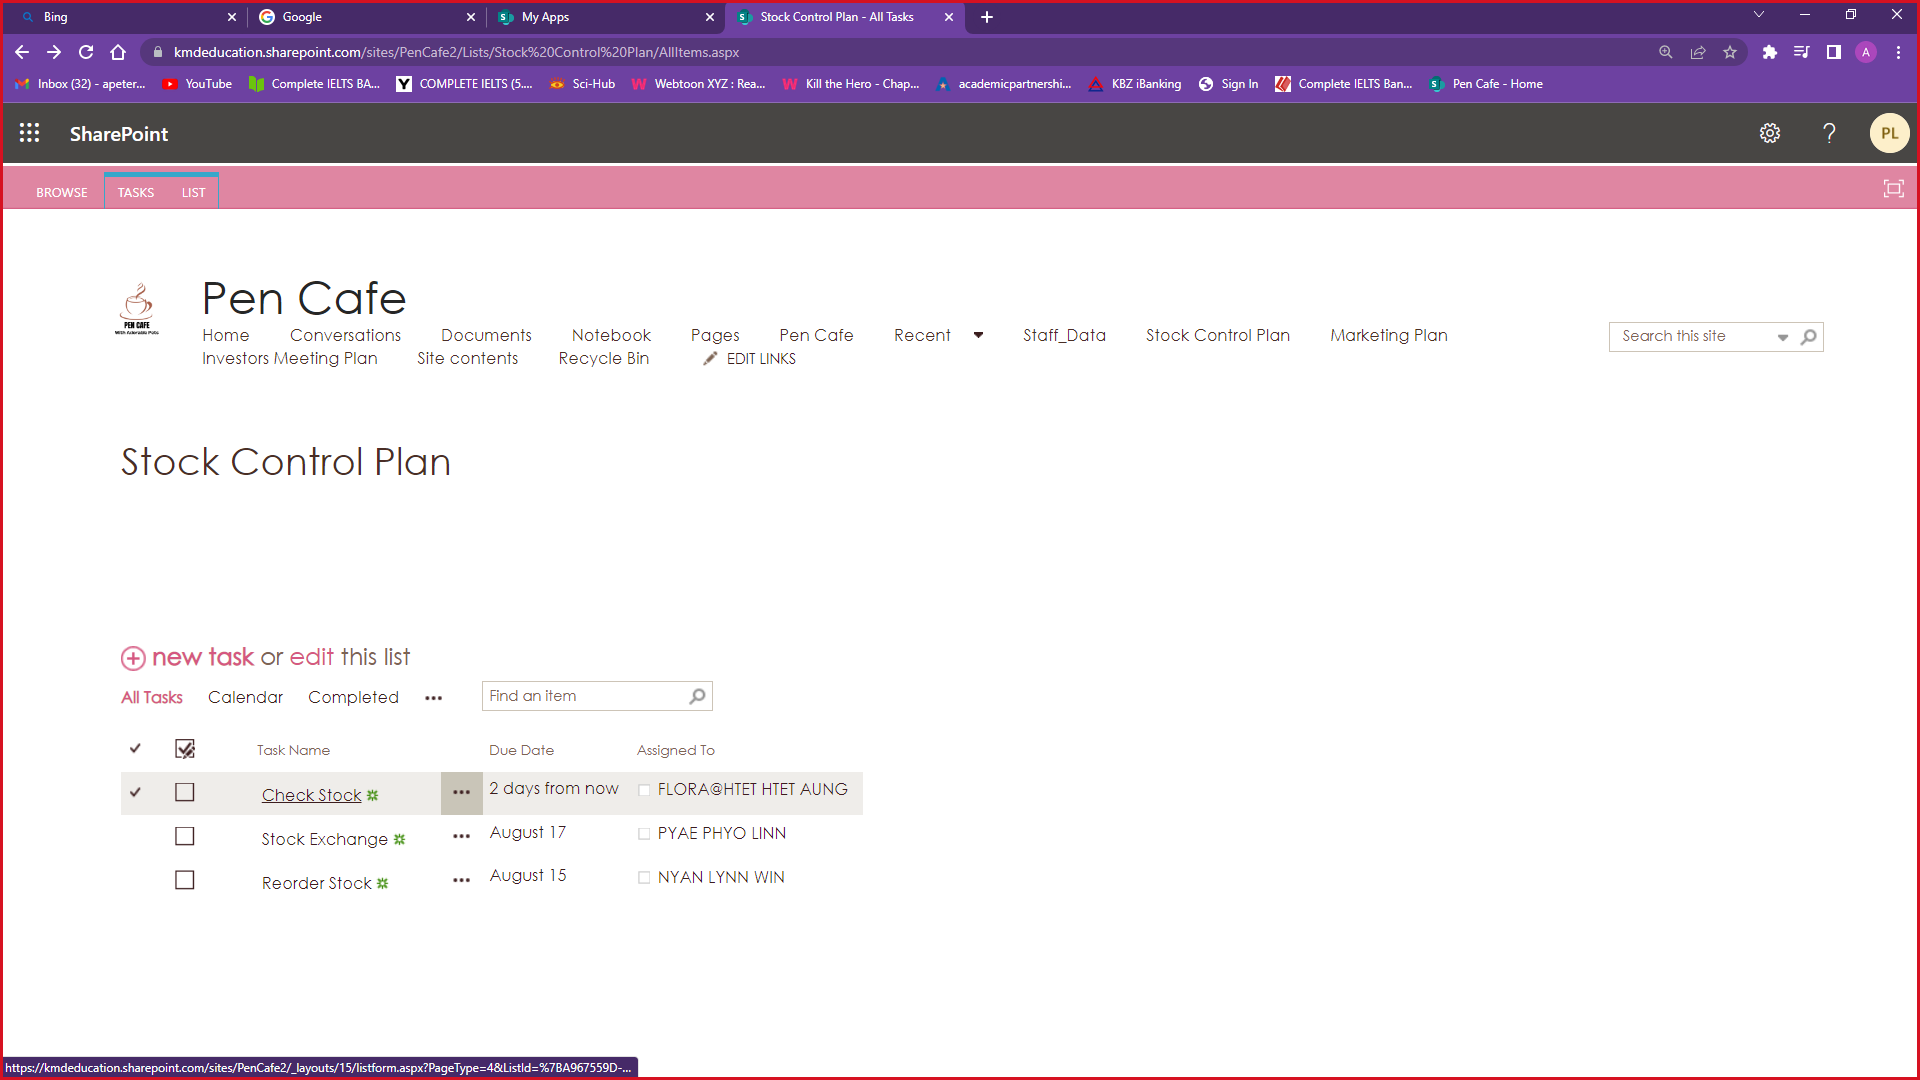 Bing
Google
My Apps
Stock Control Plan - All Tasks
kmdeducation.sharepoint.com/sites/PenCafe2/Lists/Stock%20Control%20Plan/AllItems.aspx
A
Inbox (32) - apeter...
YouTube
Complete IELTS BA...
COMPLETE IELTS (5....
Sci-Hub
Webtoon XYZ : Rea...
Kill the Hero - Chap...
academicpartnershi...
KBZ iBanking
Sign In
Complete IELTS Ban...
Pen Cafe - Home
SharePoint
PL
BROWSE TASKS LIST
Pen Cafe
PEN CAFE
With Adorable Pets
Home Conversations Documents Notebook Pages Pen Cafe Recent Staff_Data Stock Control Plan Marketing Plan
Search this site
Investors Meeting Plan Site contents Recycle Bin EDIT LINKS
Stock Control Plan
new task or edit this list
All Tasks Calendar Completed ... Find an item
Task Name Due Date Assigned To
Check Stock ... 2 days from now FLORA@HTET HTET AUNG
Stock Exchange ... August 17 PYAE PHYO LINN
Reorder Stock ... August 15 NYAN LYNN WIN
https://kmdeducation.sharepoint.com/sites/PenCafe2/_layouts/15/listform.aspx?PageType=4&ListId=%7BA967559D-...